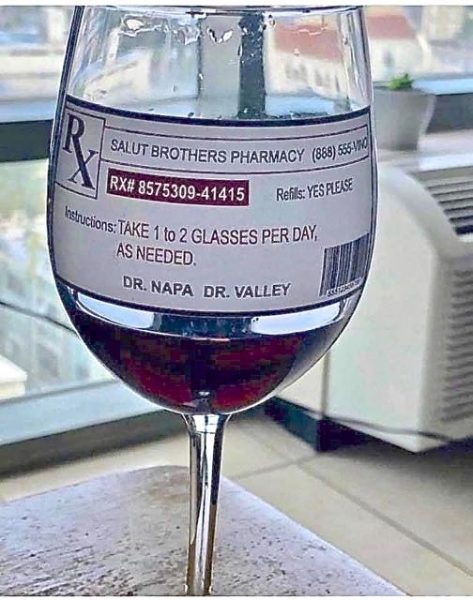 RX
SALUT BROTHERS PHARMACY (888) 555-VINO
RX# 8575309-41415
Refills: YES PLEASE
Instructions: TAKE 1 to 2 GLASSES PER DAY,
AS NEEDED.
DR. NAPA DR. VALLEY